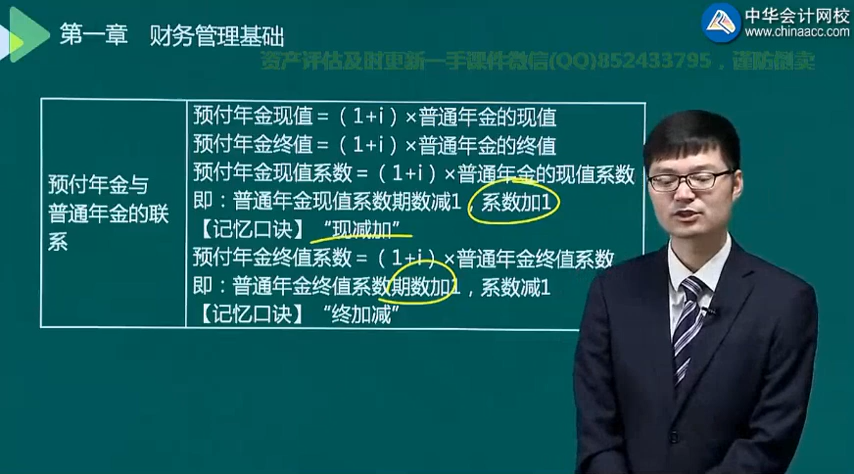 第一章 财务管理基础
中华会计网校
www.chinaacc.com
资产评估及时更新一手课件微信(QQ)852433795，谨防倒卖
预付年金与
普通年金的联
系
预付年金现值＝（1+i）×普通年金的现值
预付年金终值＝（1+i）×普通年金的终值
预付年金现值系数＝（1+i）×普通年金的现值系数
即：普通年金现值系数期数减1，系数加1
【记忆口诀】“现减加”
预付年金终值系数＝（1+i）×普通年金终值系数
即：普通年金终值系数期数加1，系数减1
【记忆口诀】“终加减”